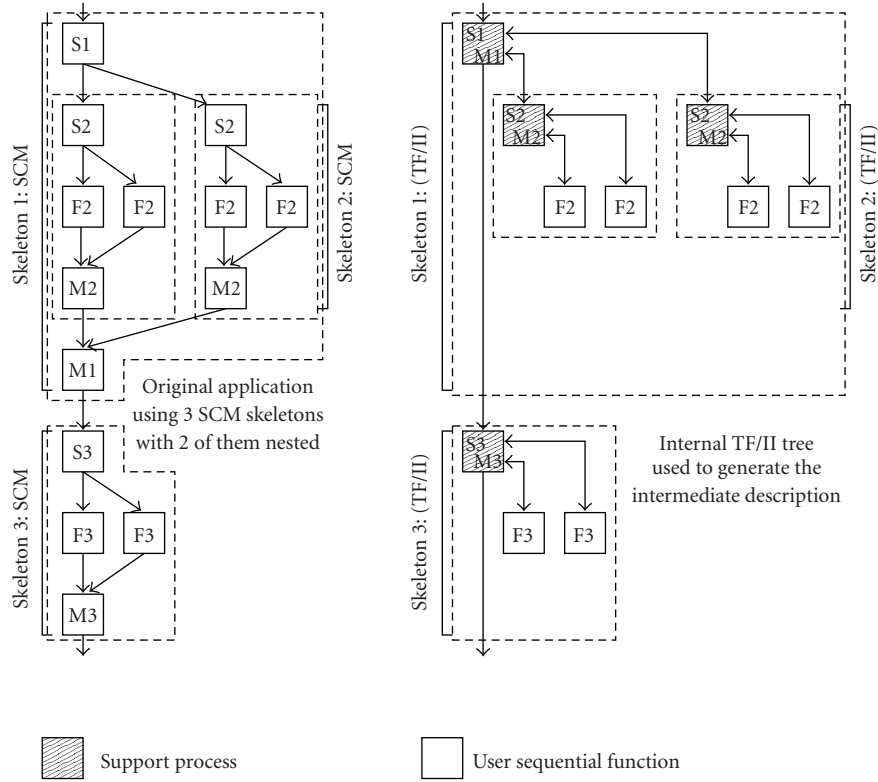 Skeleton 1: SCM
S1
S2
S2
F2
F2
F2
F2
M2
M2
M1
Skeleton 2: SCM
Original application
using 3 SCM skeletons
with 2 of them nested
Skeleton 3: SCM
S3
F3
F3
M3
Skeleton 1: (TF/II)
S1
M1
S2
M2
S2
M2
F2
F2
F2
F2
Skeleton 2: (TF/II)
Skeleton 3: (TF/II)
S3
M3
F3
F3
Internal TF/II tree
used to generate the
intermediate description
Support process
User sequential function